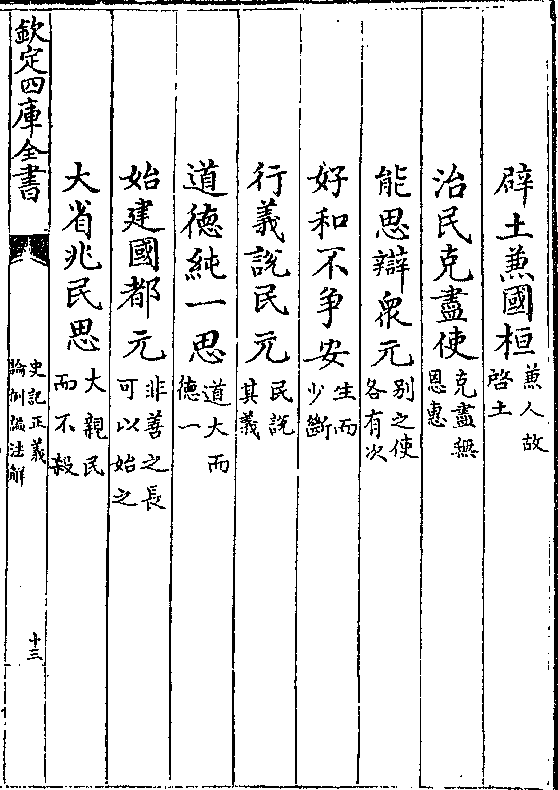 辟土兼國桓兼人故啓土
治民克盡使克盡無恩惠
能思辯衆元别之使各有次
好和不争安生而少斷
行義說民元民說其義
道徳純一思道大而徳一
始建國都元非善之長可以始之
大省兆民思大親民而不殺
欽定四庫全書
史記正義
論例謚法解
十三